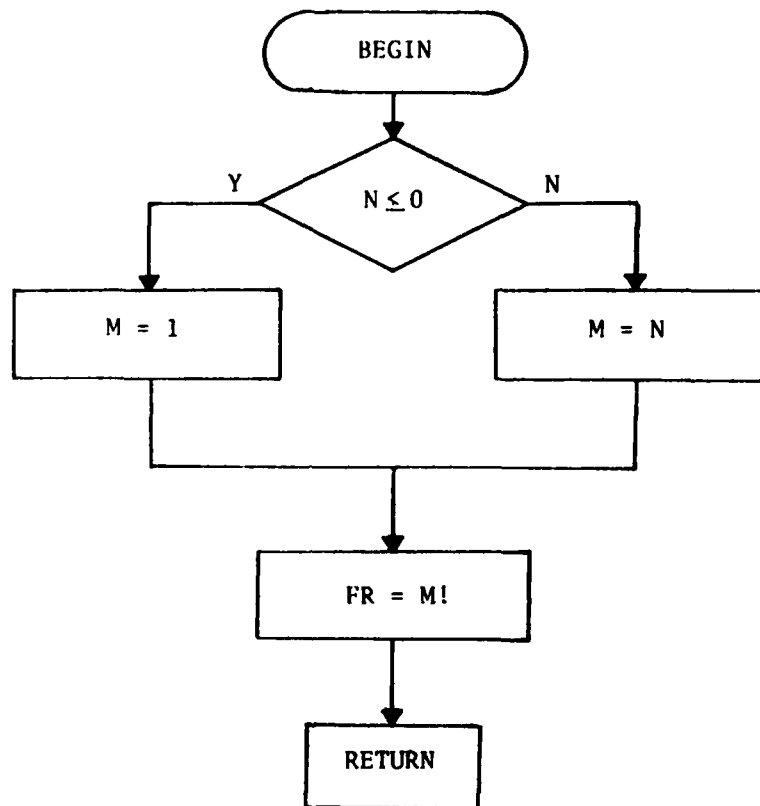 BEGIN
Y
N ≤ 0
N
M = 1
M = N
FR = M!
RETURN